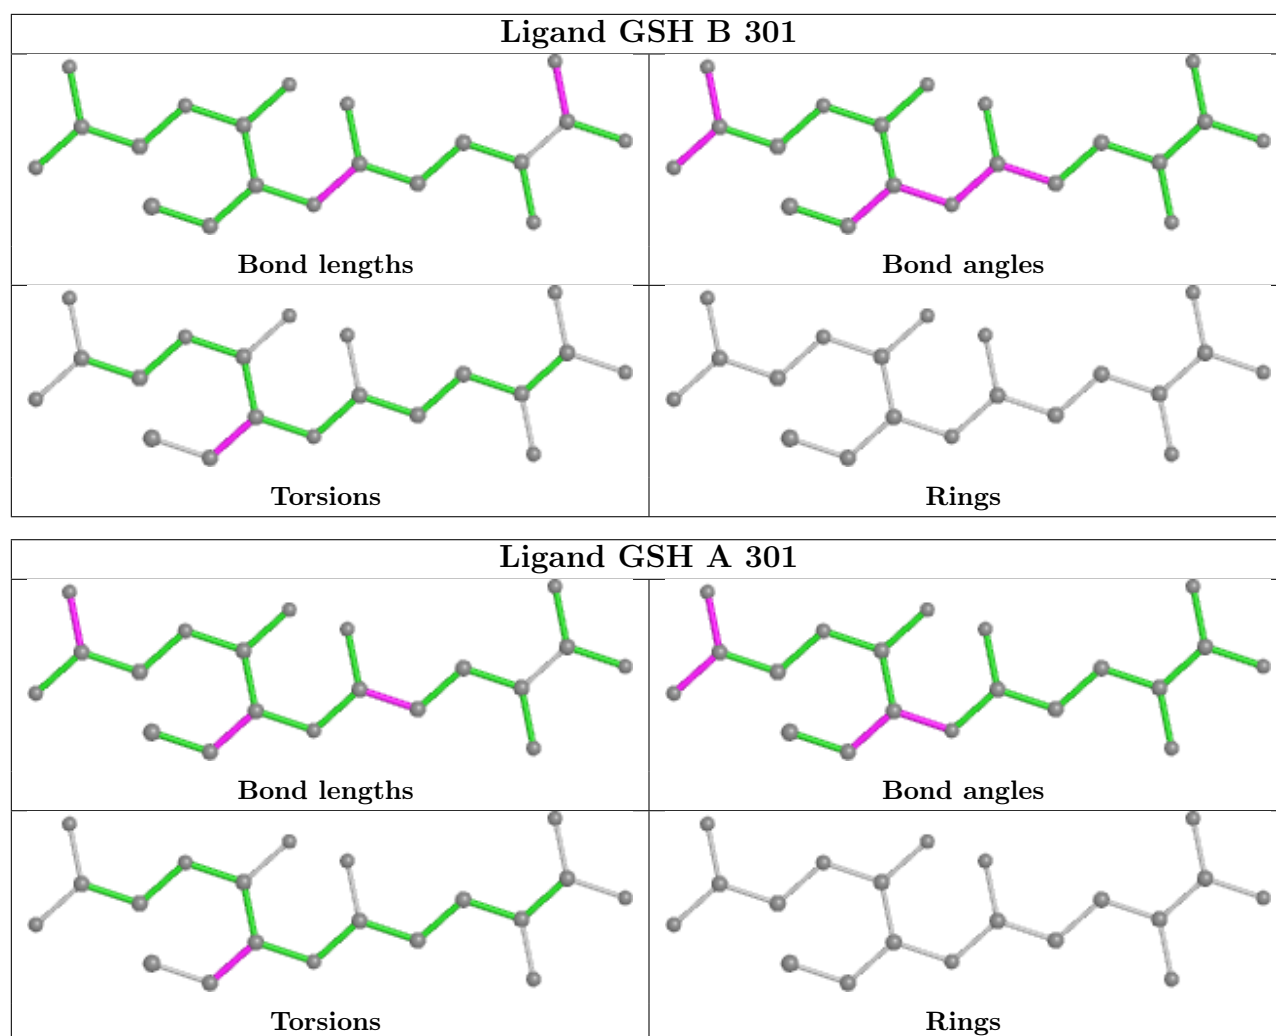 Ligand GSH B 301
Bond lengths
Bond angles
Torsions
Rings
Ligand GSH A 301
Bond lengths
Bond angles
Torsions
Rings